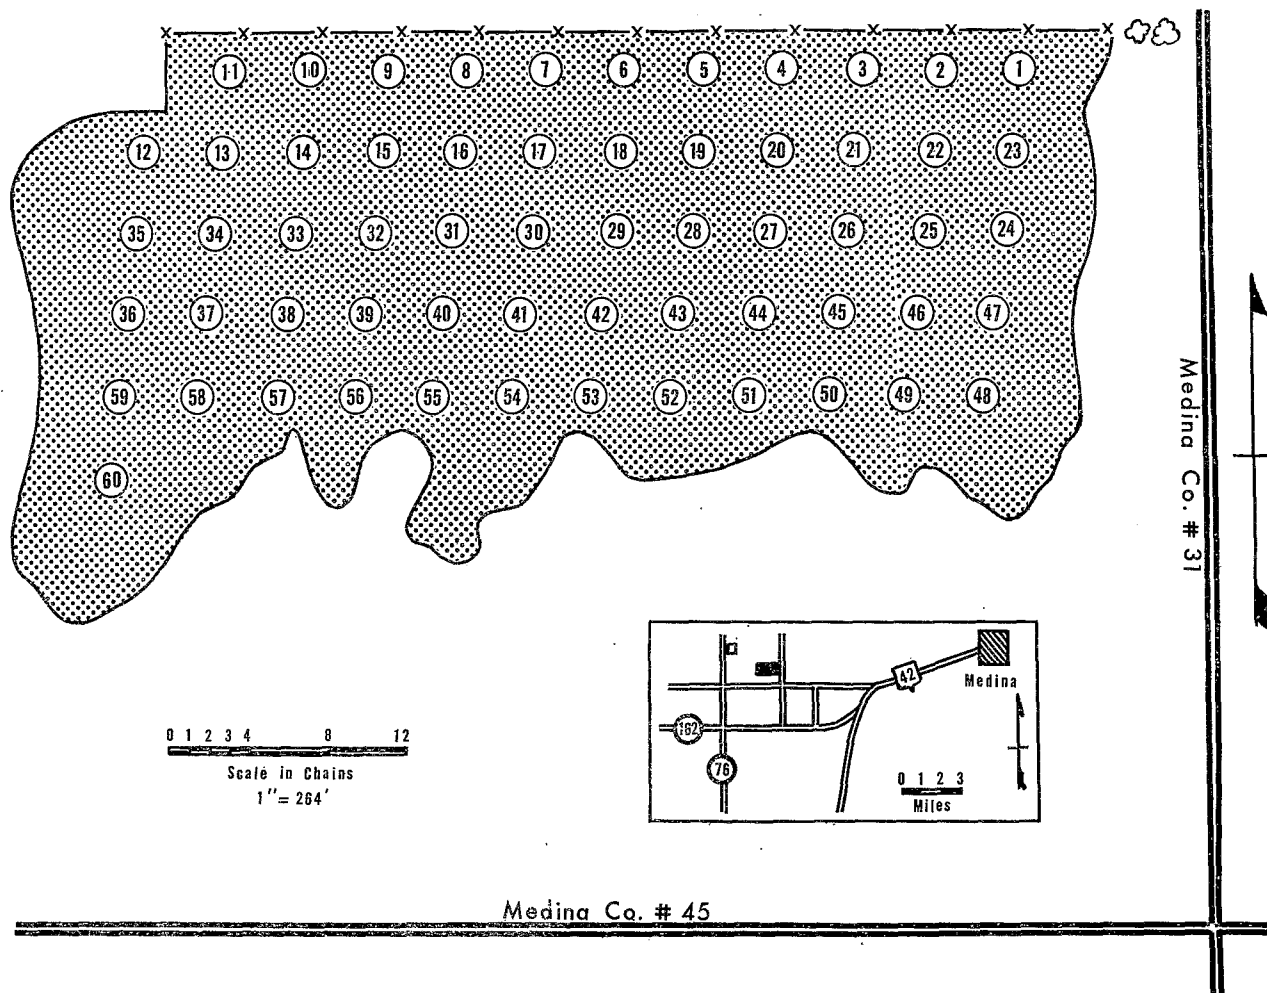 11 10 9 8 7 6 5 4 3 2 1
12 13 14 15 16 17 18 19 20 21 22 23
35 34 33 32 31 30 29 28 27 26 25 24
36 37 38 39 40 41 42 43 44 45 46 47
59 58 57 56 55 54 53 52 51 50 49 48
60
Medina Co. # 31
42
Medina
162
76
0 1 2 3
Miles
0 1 2 3 4 8 12
Scale in Chains
1"= 264'
Medina Co. # 45